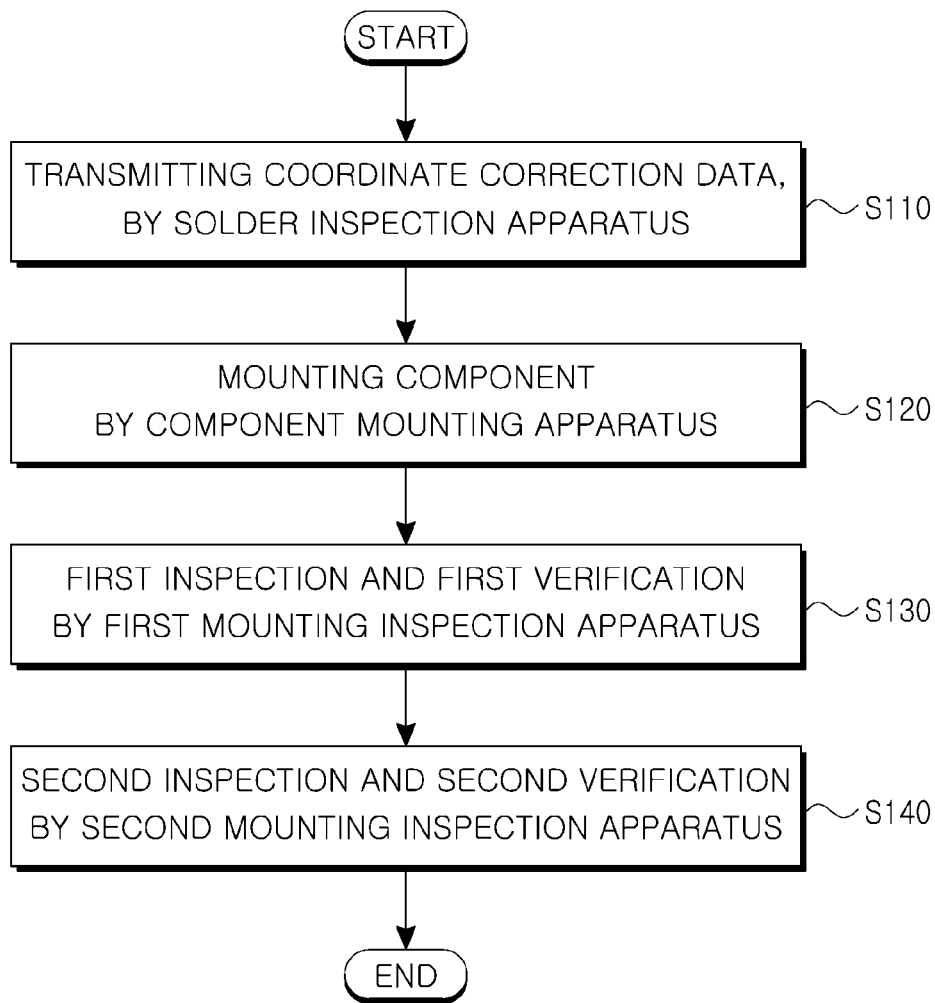 START
TRANSMITTING COORDINATE CORRECTION DATA,
BY SOLDER INSPECTION APPARATUS
S110
MOUNTING COMPONENT
BY COMPONENT MOUNTING APPARATUS
S120
FIRST INSPECTION AND FIRST VERIFICATION
BY FIRST MOUNTING INSPECTION APPARATUS
S130
SECOND INSPECTION AND SECOND VERIFICATION
BY SECOND MOUNTING INSPECTION APPARATUS
S140
END